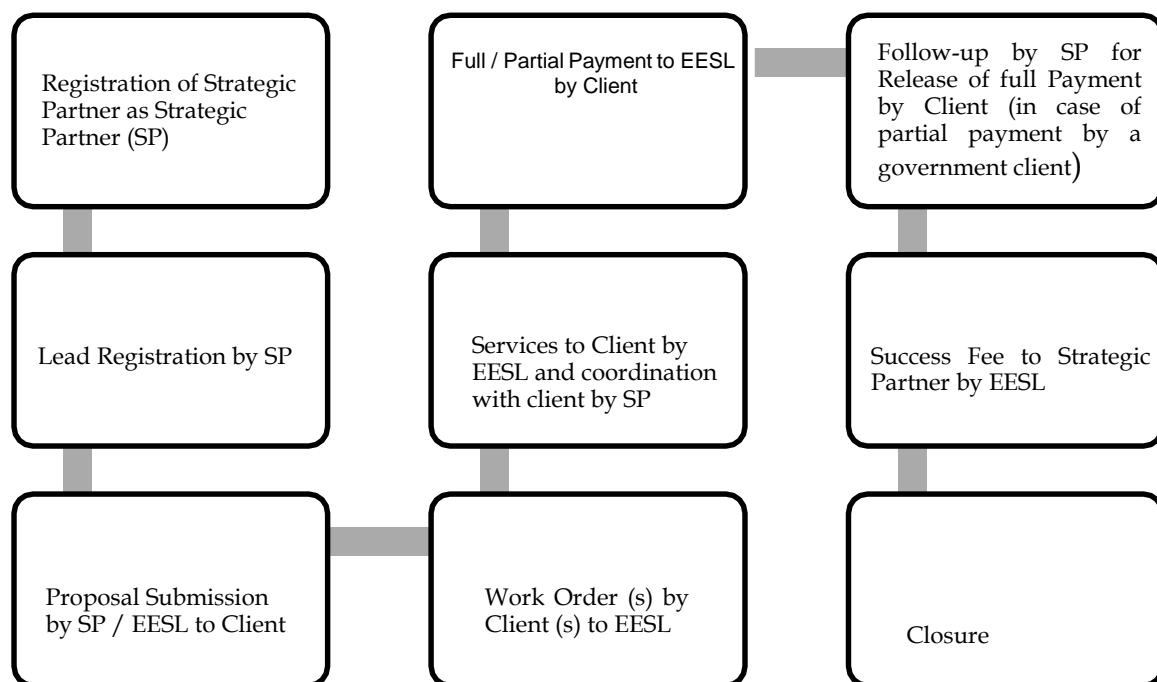 Registration of Strategic
Partner as Strategic
Partner (SP)
Lead Registration by SP
Proposal Submission
by SP / EESL to Client
Work Order (s) by
Client (s) to EESL
Services to Client by
EESL and coordination
with client by SP
Full / Partial Payment to EESL
by Client
Follow-up by SP for
Release of full Payment
by Client (in case of
partial payment by a
government client)
Success Fee to Strategic
Partner by EESL
Closure